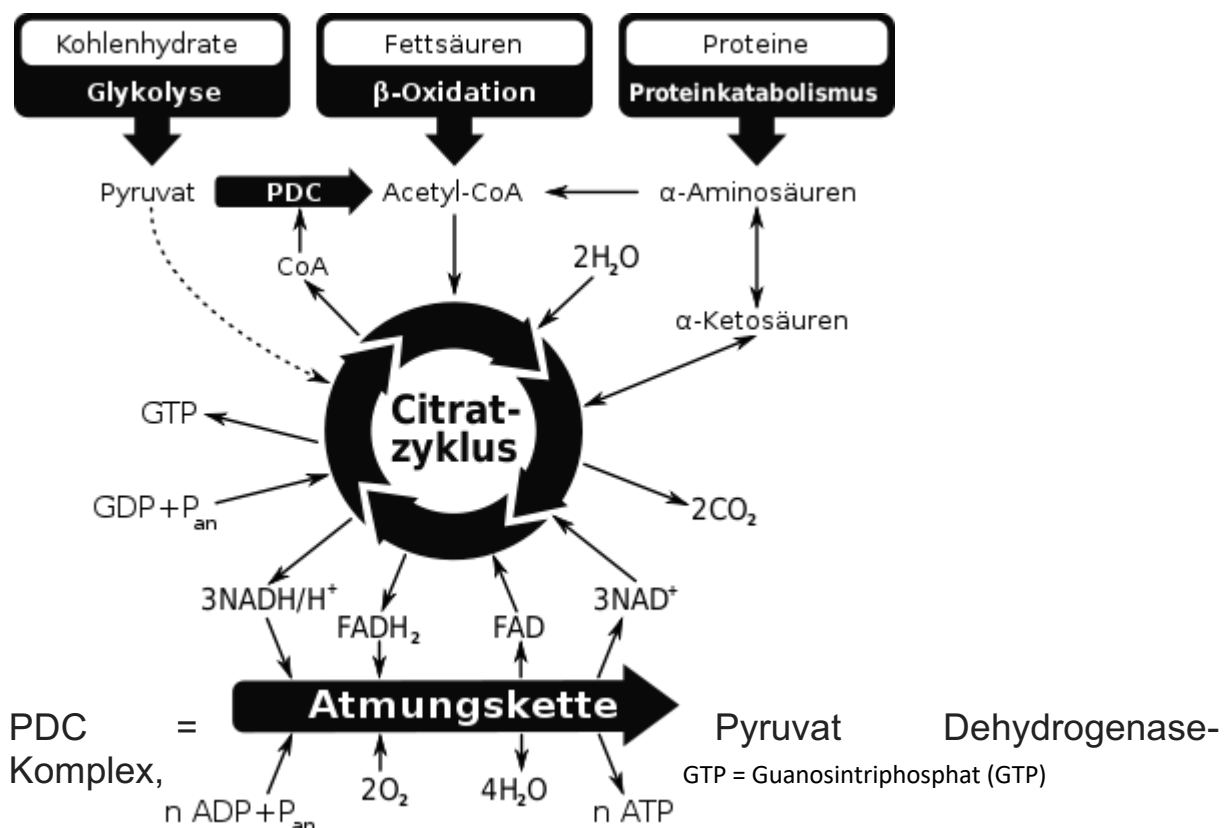 Kohlenhydrate
Glykolyse
Fettsäuren
β-Oxidation
Proteine
Proteinkatabolismus
Pyruvat
PDC
Acetyl-CoA
α-Aminosäuren
CoA
2H₂O
α-Ketosäuren
Citrat-
zyklus
GTP
GDP+Pan
2CO₂
3NADH/H⁺
FADH₂
FAD
3NAD⁺
Atmungskette
PDC = Pyruvat Dehydrogenase-
Komplex,
GTP = Guanosintriphosphat (GTP)
n ADP+Pan
2O₂
4H₂O
n ATP